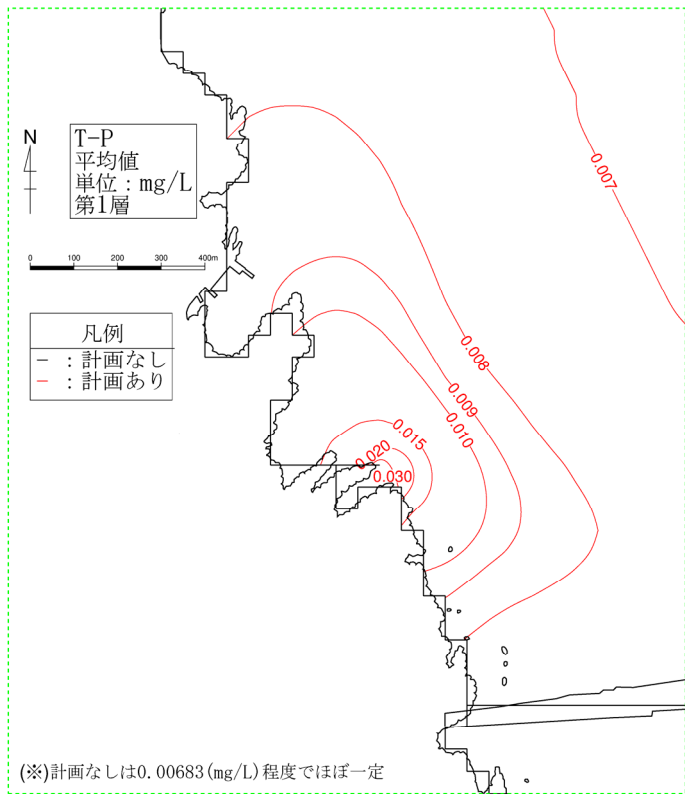 N
T-P
平均値
単位：mg/L
第1層
0 100 200 300 400m
凡例
− ：計画なし
− ：計画あり
0.007
0.008
0.009
0.010
0.015
0.020
0.030
(※)計画なしは0.00683(mg/L)程度でほぼ一定